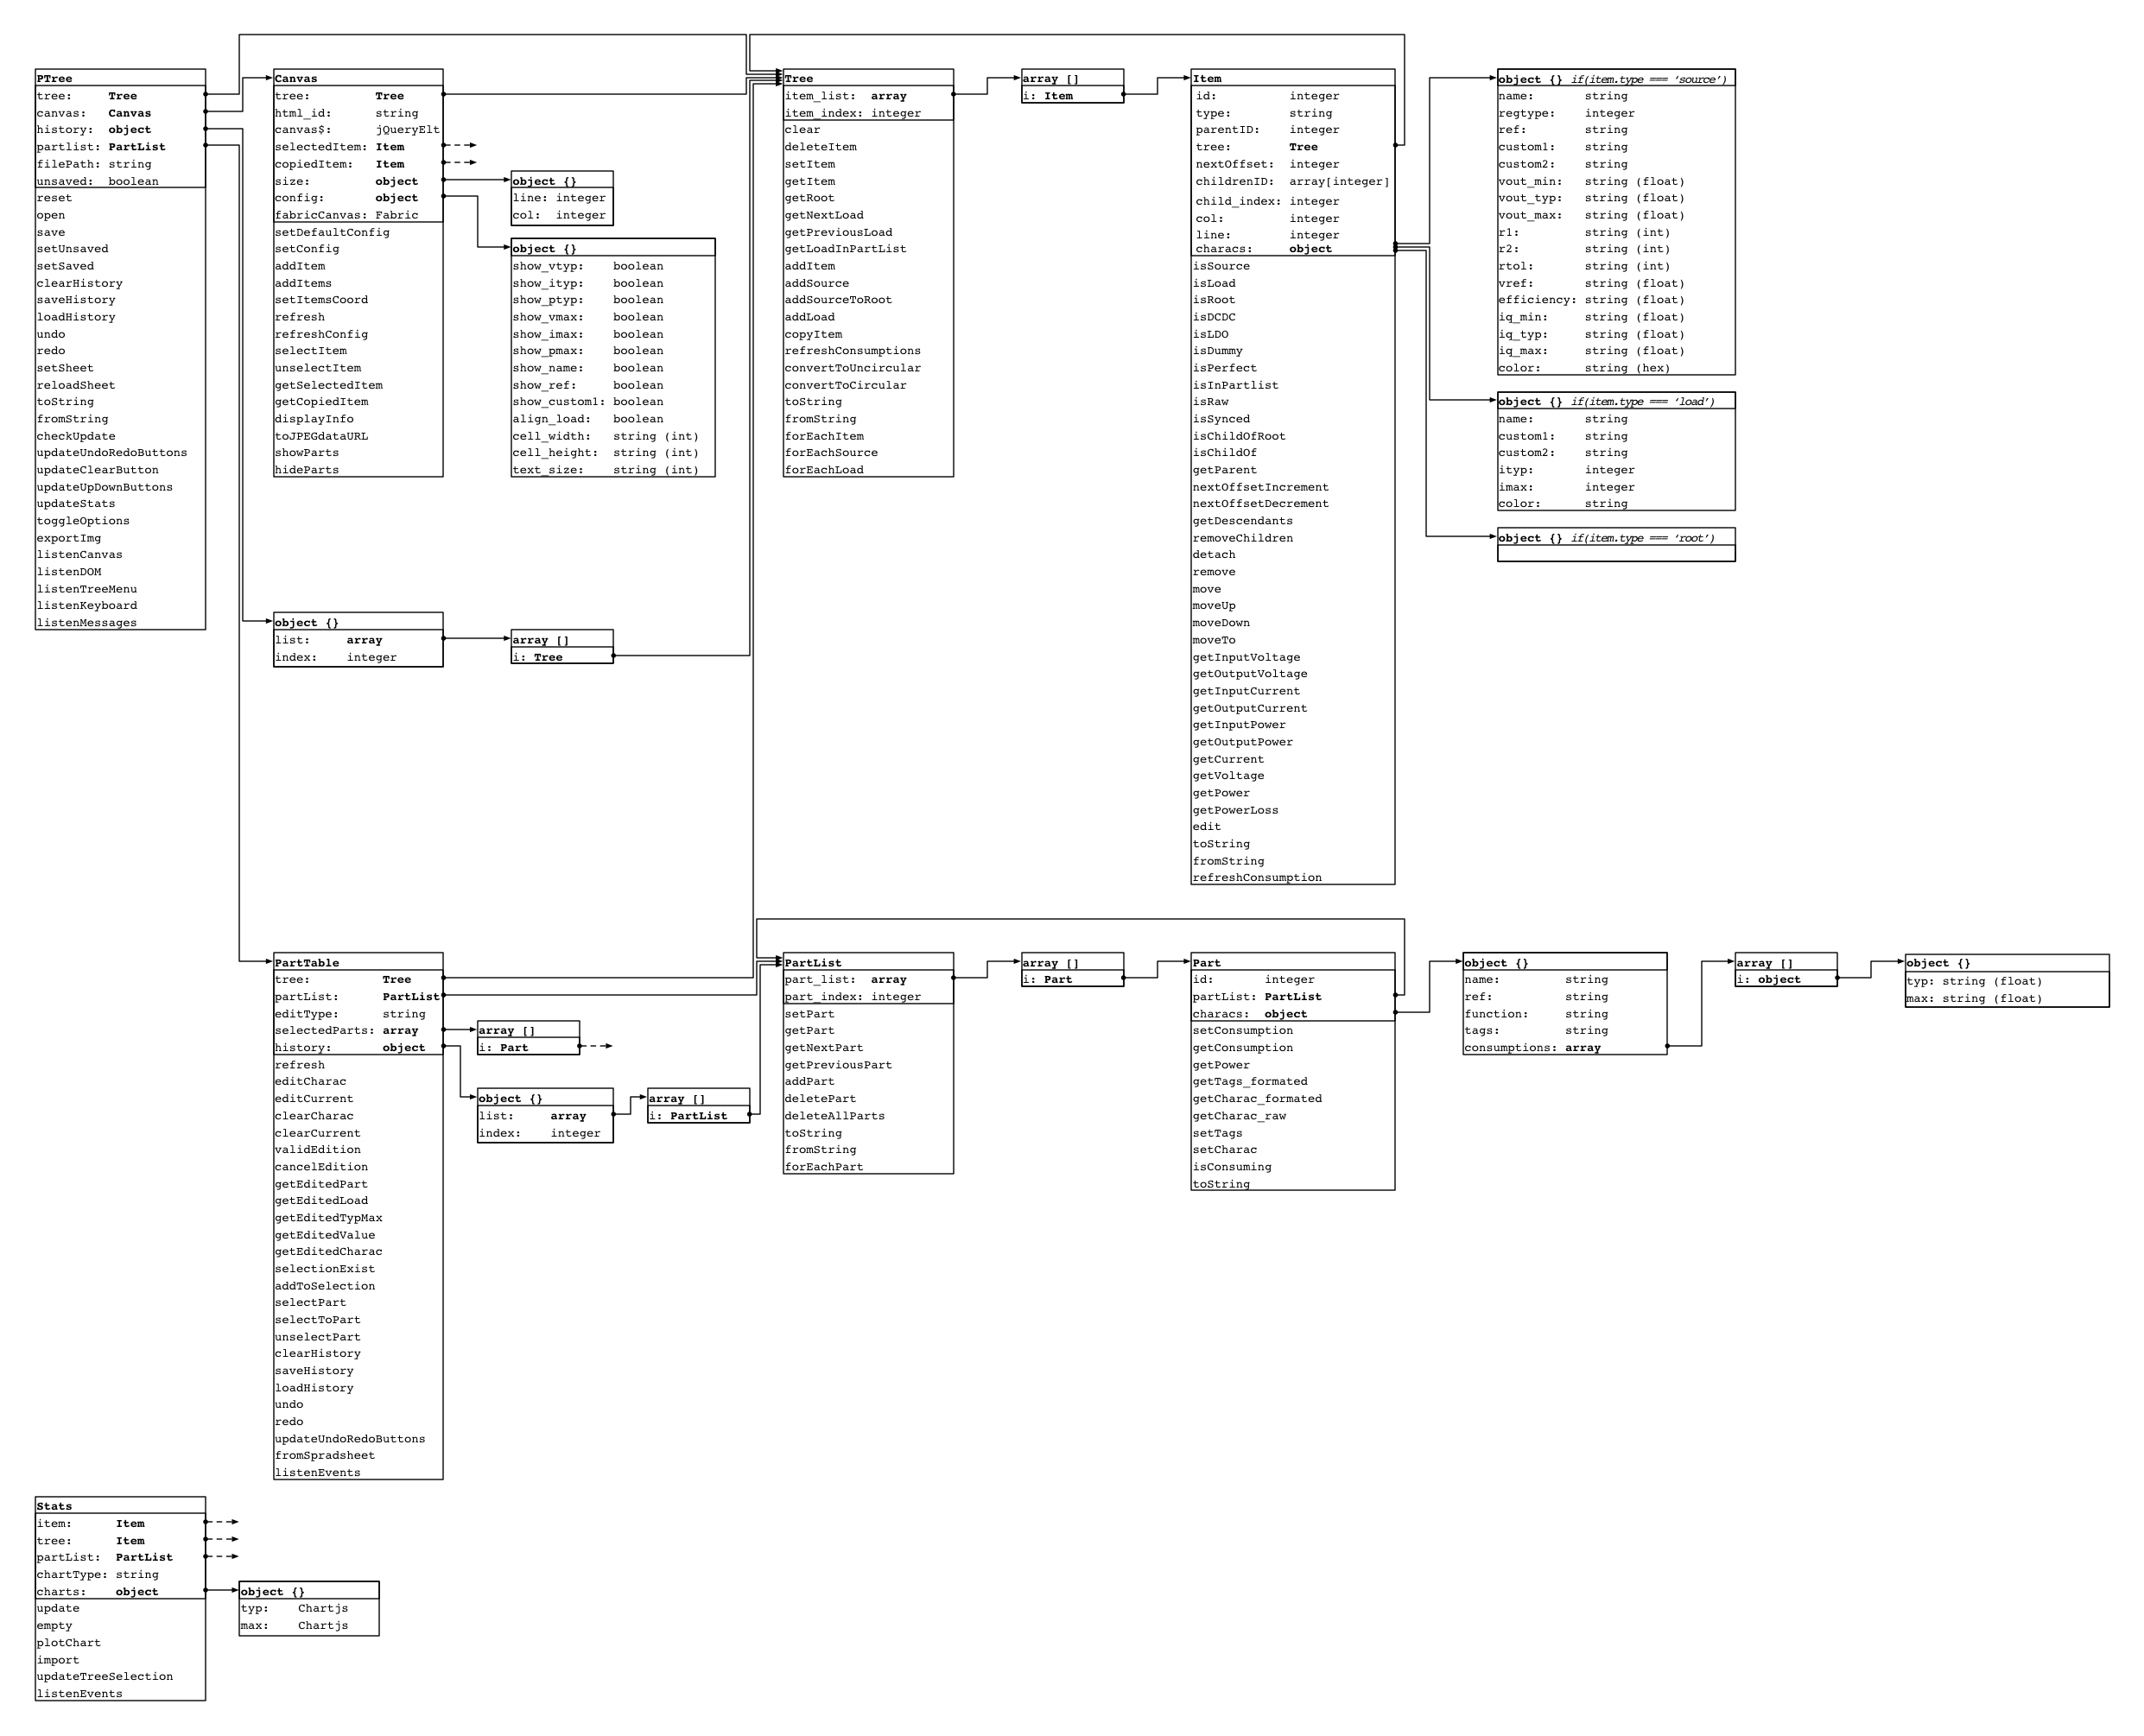 PTree
tree: Tree
canvas: Canvas
history: object
partlist: PartList
filePath: string
unsaved: boolean
reset
open
save
setUnsaved
setSaved
clearHistory
saveHistory
loadHistory
undo
redo
setSheet
reloadSheet
toString
fromString
checkUpdate
updateUndoRedoButtons
updateClearButton
updateUpDownButtons
updateStats
toggleOptions
exportImg
listenCanvas
listenDOM
listenTreeMenu
listenKeyboard
listenMessages
Canvas
tree: Tree
html_id: string
canvas$: jQueryElt
selectedItem: Item
copiedItem: Item
size: object
config: object
fabricCanvas: Fabric
setDefaultConfig
setConfig
addItem
addItems
setItemsCoord
refresh
refreshConfig
selectItem
unselectItem
getSelectedItem
getCopiedItem
displayInfo
toJPEGdataURL
showParts
hideParts
object {}
line: integer
col: integer
object {}
show_vtyp: boolean
show_ityp: boolean
show_ptyp: boolean
show_vmax: boolean
show_imax: boolean
show_pmax: boolean
show_name: boolean
show_ref: boolean
show_custom1: boolean
align_load: boolean
cell_width: string (int)
cell_height: string (int)
text_size: string (int)
object {}
list: array
index: integer
array []
i: Tree
Tree
item_list: array
item_index: integer
clear
deleteItem
setItem
getItem
getRoot
getNextLoad
getPreviousLoad
getLoadInPartList
addItem
addSource
addSourceToRoot
addLoad
copyItem
refreshConsumptions
convertToUncircular
convertToCircular
toString
fromString
forEachItem
forEachSource
forEachLoad
array []
i: Item
Item
id: integer
type: string
parentID: integer
tree: Tree
nextOffset: integer
childrenID: array[integer]
child_index: integer
col: integer
line: integer
characs: object
isSource
isLoad
isRoot
isDCDC
isLDO
isDummy
isPerfect
isInPartlist
isRaw
isSynced
isChildOfRoot
isChildOf
getParent
nextOffsetIncrement
nextOffsetDecrement
getDescendants
removeChildren
detach
remove
move
moveUp
moveDown
moveTo
getInputVoltage
getOutputVoltage
getInputCurrent
getOutputCurrent
getInputPower
getOutputPower
getCurrent
getVoltage
getPower
getPowerLoss
edit
toString
fromString
refreshConsumption
object {} if(item.type === ‘source’)
name: string
regtype: integer
ref: string
custom1: string
custom2: string
vout_min: string (float)
vout_typ: string (float)
vout_max: string (float)
r1: string (int)
r2: string (int)
rtol: string (int)
vref: string (float)
efficiency: string (float)
iq_min: string (float)
iq_typ: string (float)
iq_max: string (float)
color: string (hex)
object {} if(item.type === ‘load’)
name: string
custom1: string
custom2: string
ityp: integer
imax: integer
color: string
object {} if(item.type === ‘root’)
PartTable
tree: Tree
partList: PartList
editType: string
selectedParts: array
history: object
refresh
editCharac
editCurrent
clearCharac
clearCurrent
validEdition
cancelEdition
getEditedPart
getEditedLoad
getEditedTypMax
getEditedValue
getEditedCharac
selectionExist
addToSelection
selectPart
selectToPart
unselectPart
clearHistory
saveHistory
loadHistory
undo
redo
updateUndoRedoButtons
fromSpradsheet
listenEvents
array []
i: Part
object {}
list: array
index: integer
array []
i: PartList
PartList
part_list: array
part_index: integer
setPart
getPart
getNextPart
getPreviousPart
addPart
deletePart
deleteAllParts
toString
fromString
forEachPart
array []
i: Part
Part
id: integer
partList: PartList
characs: object
setConsumption
getConsumption
getPower
getTags_formated
getCharac_formated
getCharac_raw
setTags
setCharac
isConsuming
toString
object {}
name: string
ref: string
function: string
tags: string
consumptions: array
array []
i: object
object {}
typ: string (float)
max: string (float)
Stats
item: Item
tree: Item
partList: PartList
chartType: string
charts: object
update
empty
plotChart
import
updateTreeSelection
listenEvents
object {}
typ: Chartjs
max: Chartjs